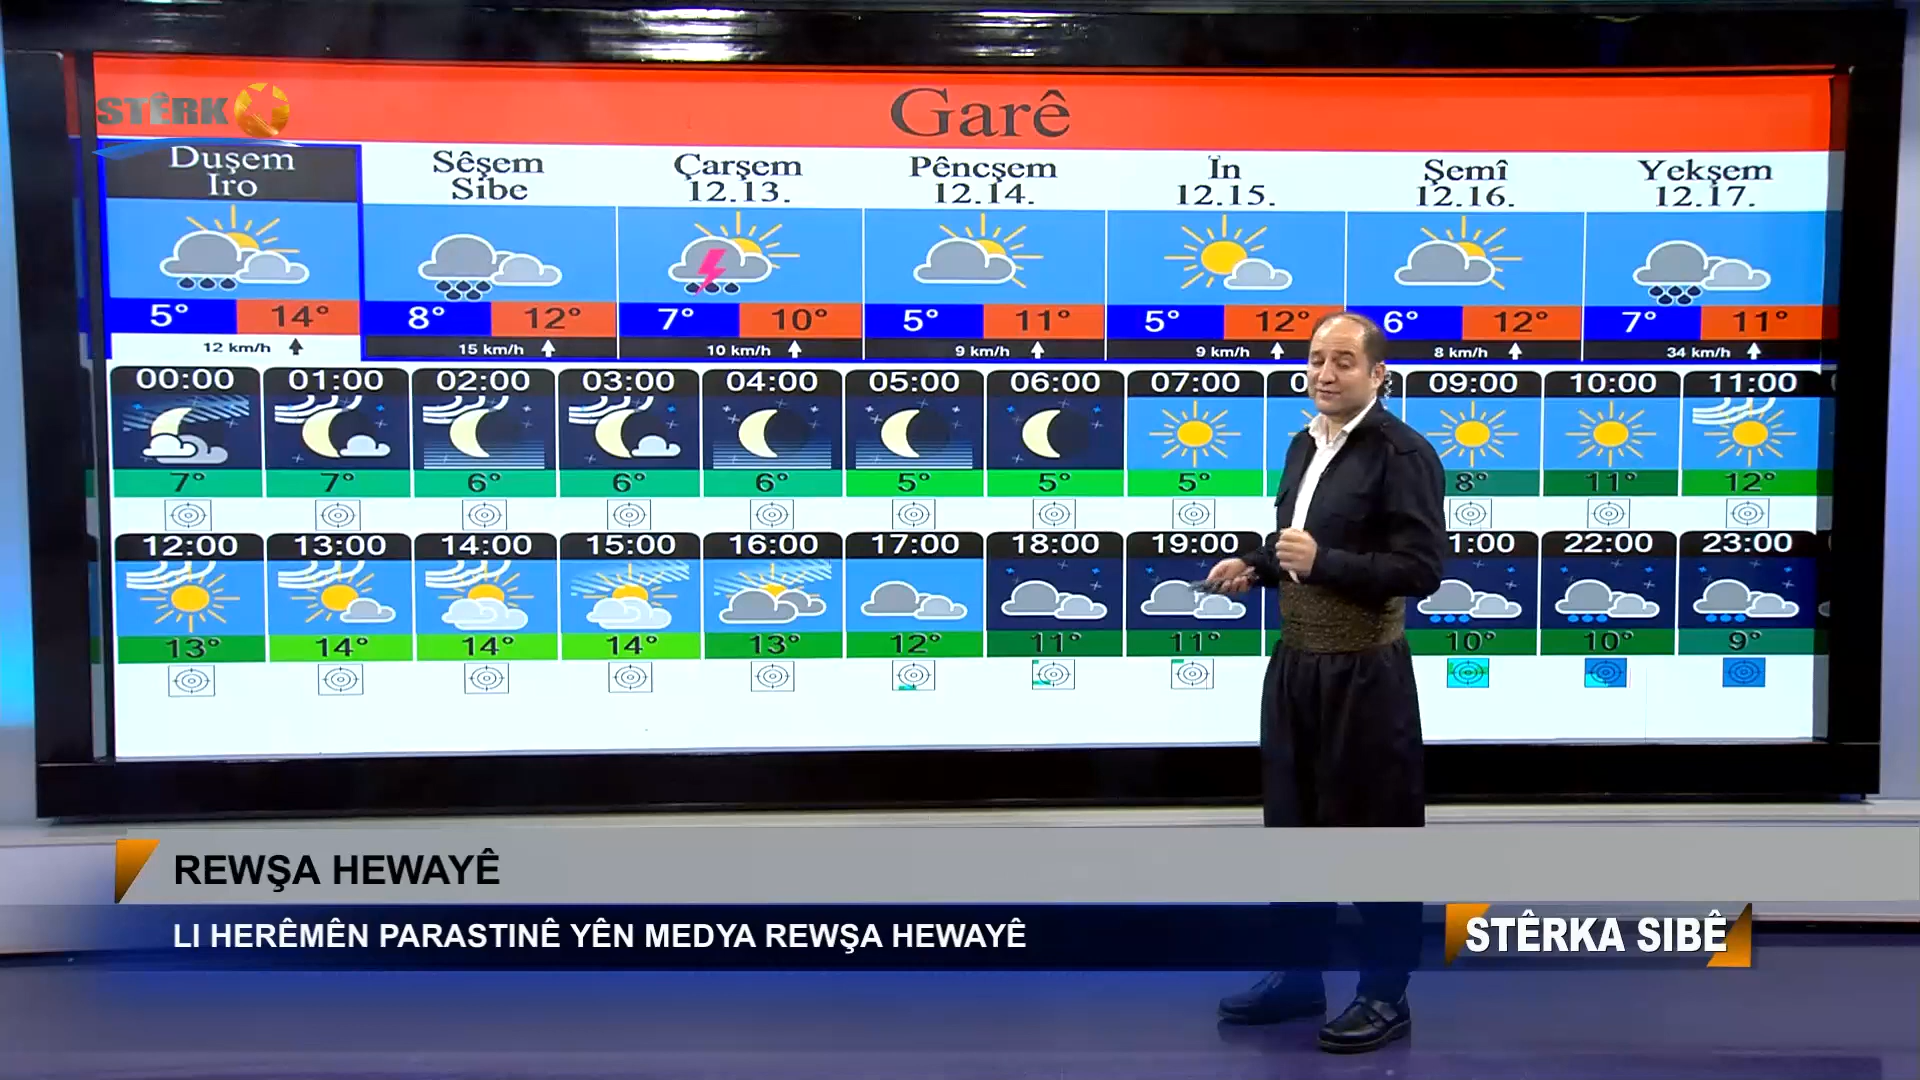 STÊRK
Garê
Duşem
Iro
Sêşem
Sibe
Çarşem
12.13.
Pêncşem
12.14.
În
12.15.
Şemî
12.16.
Yekşem
12.17.
5° 14° 8° 12° 7° 10° 5° 11° 5° 12° 6° 12° 7° 11°
12 km/h 15 km/h 10 km/h 9 km/h 9 km/h 8 km/h 34 km/h
00:00 01:00 02:00 03:00 04:00 05:00 06:00 07:00 09:00 10:00 11:00
7° 7° 6° 6° 6° 5° 5° 5° 8° 11° 12°
12:00 13:00 14:00 15:00 16:00 17:00 18:00 19:00 1:00 22:00 23:00
13° 14° 14° 14° 13° 12° 11° 11° 10° 10° 9°
REWŞA HEWAYÊ
LI HERÊMÊN PARASTINÊ YÊN MEDYA REWŞA HEWAYÊ
STÊRKA SIBÊ